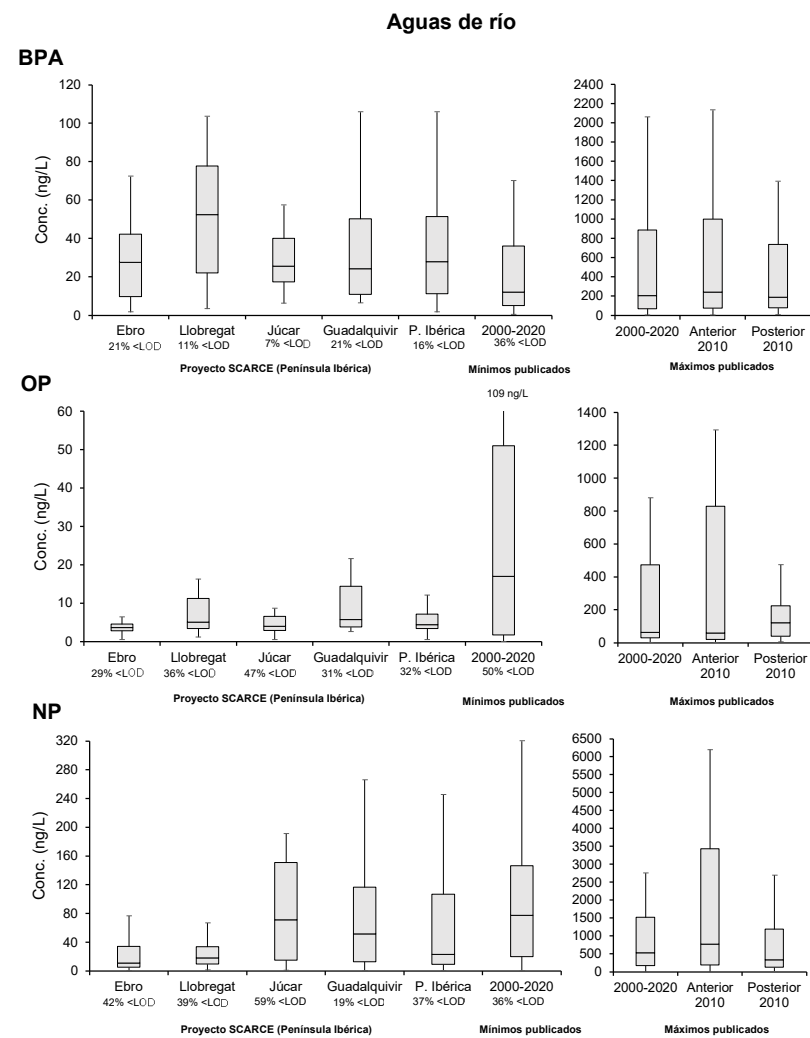 Aguas de río
BPA
Conc. (ng/L)
120
100
80
60
40
20
0
Ebro Llobregat Júcar Guadalquivir P. Ibérica 2000-2020
21% <LOD 11% <LOD 7% <LOD 21% <LOD 16% <LOD 36% <LOD
Proyecto SCARCE (Península Ibérica) Mínimos publicados
2400
2200
2000
1800
1600
1400
1200
1000
800
600
400
200
0
2000-2020 Anterior Posterior
2010 2010
Máximos publicados
OP
109 ng/L
Conc. (ng/L)
60
50
40
30
20
10
0
Ebro Llobregat Júcar Guadalquivir P. Ibérica 2000-2020
29% <LOD 36% <LOD 47% <LOD 31% <LOD 32% <LOD 50% <LOD
Proyecto SCARCE (Península Ibérica) Mínimos publicados
1400
1200
1000
800
600
400
200
0
2000-2020 Anterior Posterior
2010 2010
Máximos publicados
NP
Conc. (ng/L)
320
280
240
200
160
120
80
40
0
Ebro Llobregat Júcar Guadalquivir P. Ibérica 2000-2020
42% <LOD 39% <LOD 59% <LOD 19% <LOD 37% <LOD 36% <LOD
Proyecto SCARCE (Península Ibérica) Mínimos publicados
6500
6000
5500
5000
4500
4000
3500
3000
2500
2000
1500
1000
500
0
2000-2020 Anterior Posterior
2010 2010
Máximos publicados